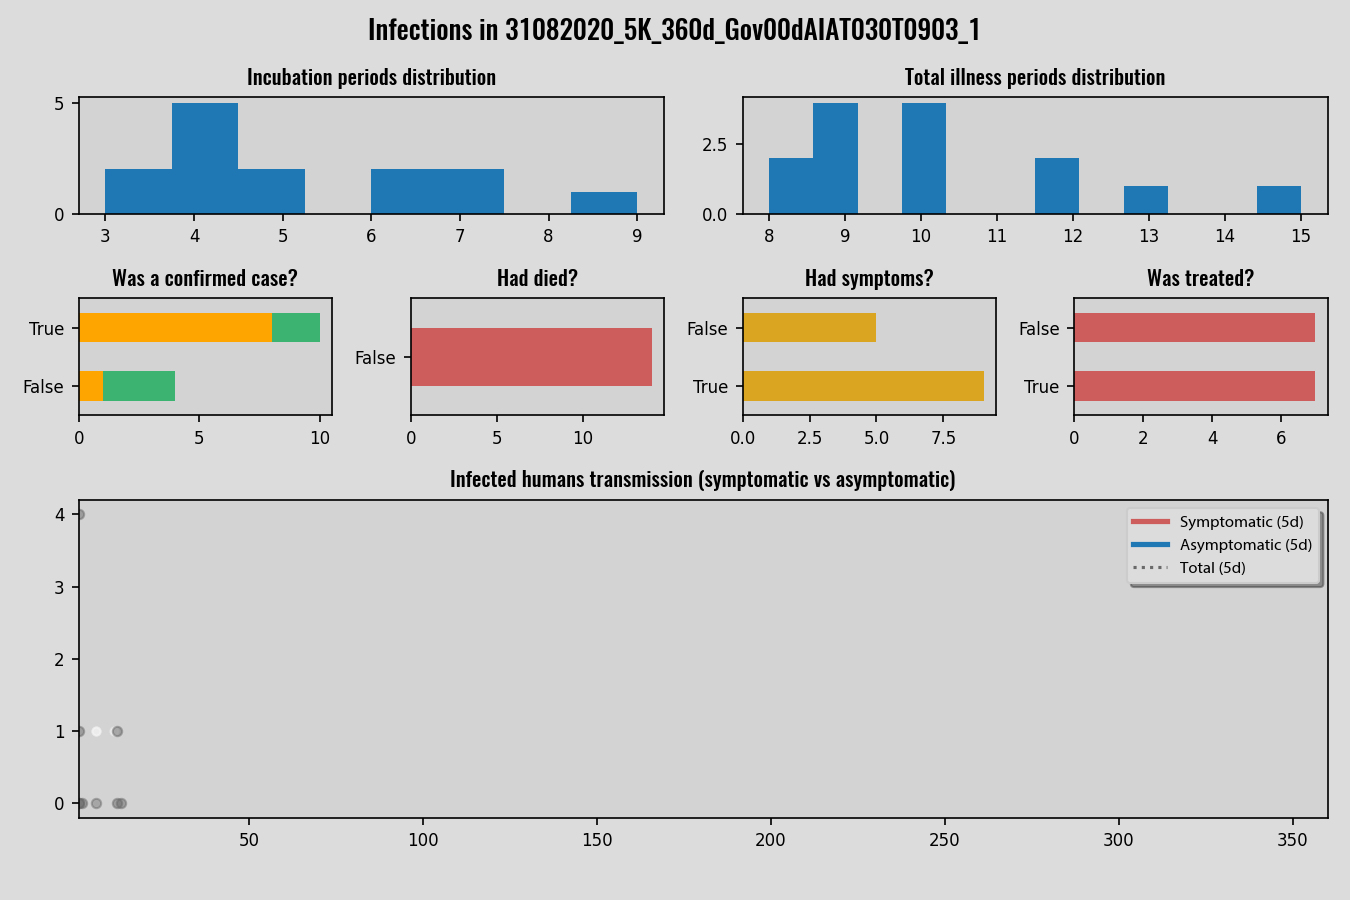 Infections in 31082020_5K_360d_Gov00dAIAT030T0903_1
Incubation periods distribution
Total illness periods distribution
5
0
3 4 5 6 7 8 9
2.5
0.0
8 9 10 11 12 13 14 15
Was a confirmed case?
Had died?
Had symptoms?
Was treated?
True
False
0 5 10
False
0 5 10
False
True
0.0 2.5 5.0 7.5
False
True
0 2 4 6
Infected humans transmission (symptomatic vs asymptomatic)
4
3
2
1
0
Symptomatic (5d)
Asymptomatic (5d)
Total (5d)
50 100 150 200 250 300 350